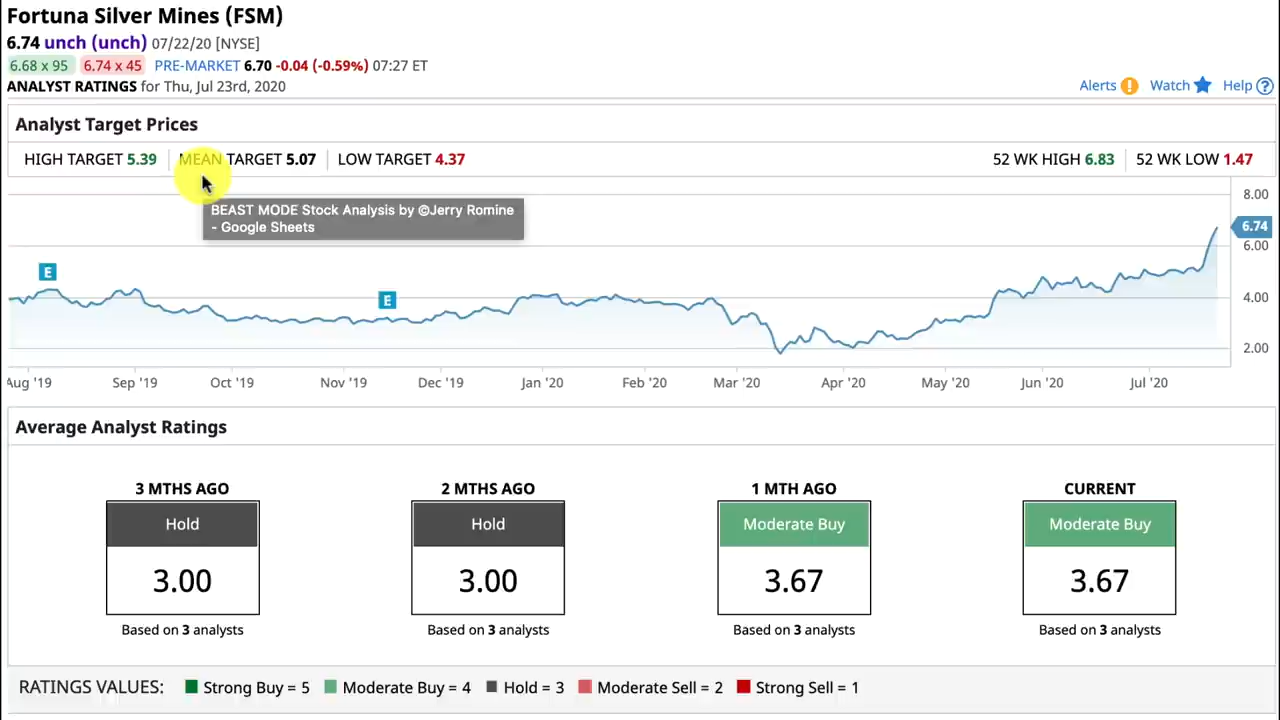 Fortuna Silver Mines (FSM)
6.74 unch (unch) 07/22/20 [NYSE]
6.68 x 95 6.74 x 45 PRE-MARKET 6.70 -0.04 (-0.59%) 07:27 ET
ANALYST RATINGS for Thu, Jul 23rd, 2020
Alerts Watch Help
Analyst Target Prices
HIGH TARGET 5.39 MEAN TARGET 5.07 LOW TARGET 4.37 52 WK HIGH 6.83 52 WK LOW 1.47
BEAST MODE Stock Analysis by ©Jerry Romine
- Google Sheets
8.00
6.74
6.00
4.00
2.00
E
E
Aug '19 Sep '19 Oct '19 Nov '19 Dec '19 Jan '20 Feb '20 Mar '20 Apr '20 May '20 Jun '20 Jul '20
Average Analyst Ratings
3 MTHS AGO 2 MTHS AGO 1 MTH AGO CURRENT
Hold Hold Moderate Buy Moderate Buy
3.00 3.00 3.67 3.67
Based on 3 analysts Based on 3 analysts Based on 3 analysts Based on 3 analysts
RATINGS VALUES: Strong Buy = 5 Moderate Buy = 4 Hold = 3 Moderate Sell = 2 Strong Sell = 1